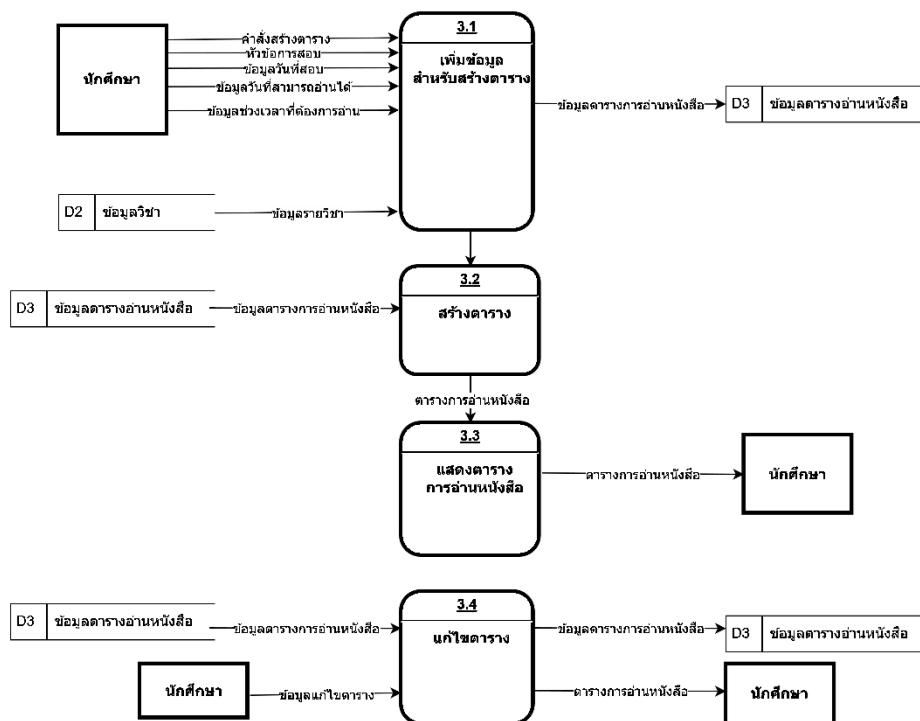 นักศึกษา
คำสั่งสร้างตาราง
หัวข้อการสอบ
ข้อมูลวันที่สอบ
ข้อมูลวันที่สามารถอ่านได้
ข้อมูลช่วงเวลาที่ต้องการอ่าน
3.1
เพิ่มข้อมูล
สำหรับสร้างตาราง
ข้อมูลตารางการอ่านหนังสือ
D3 ข้อมูลตารางอ่านหนังสือ
D2 ข้อมูลวิชา
ข้อมูลรายวิชา
D3 ข้อมูลตารางอ่านหนังสือ
ข้อมูลตารางการอ่านหนังสือ
3.2
สร้างตาราง
ตารางการอ่านหนังสือ
3.3
แสดงตาราง
การอ่านหนังสือ
ตารางการอ่านหนังสือ
นักศึกษา
D3 ข้อมูลตารางอ่านหนังสือ
ข้อมูลตารางการอ่านหนังสือ
3.4
แก้ไขตาราง
ข้อมูลตารางการอ่านหนังสือ
D3 ข้อมูลตารางอ่านหนังสือ
นักศึกษา
ข้อมูลแก้ไขตาราง
ตารางการอ่านหนังสือ
นักศึกษา